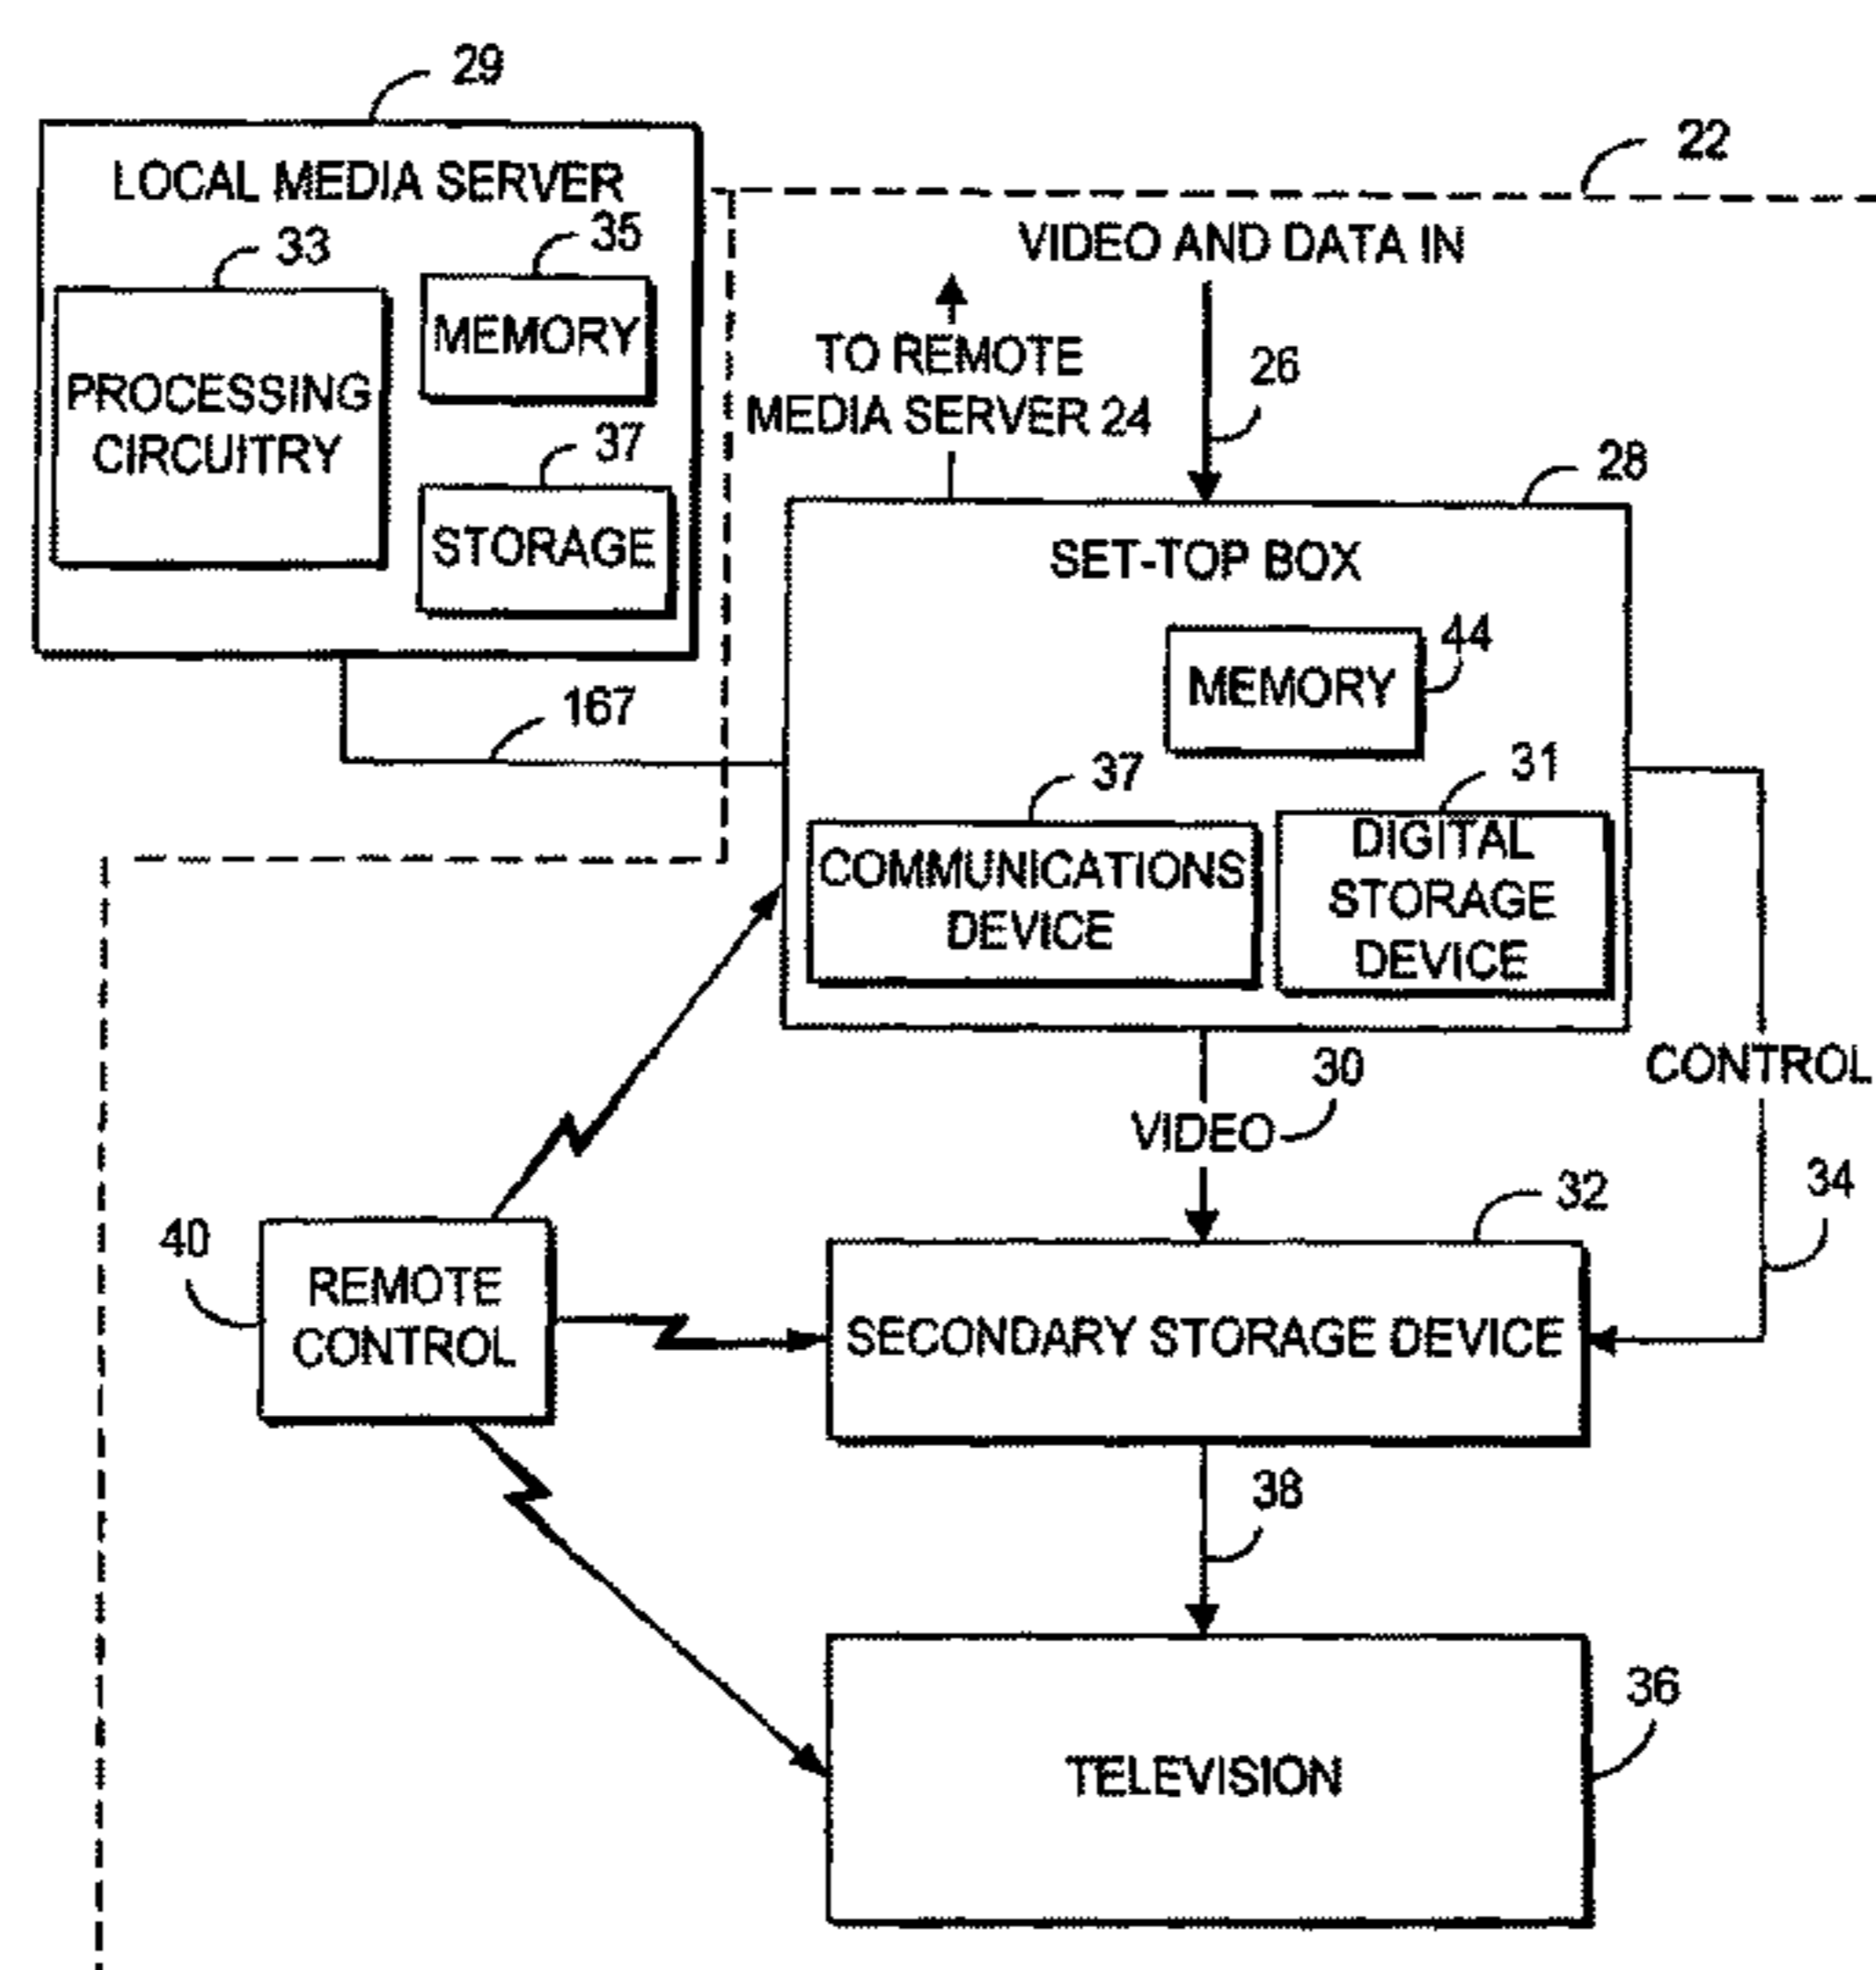 29
LOCAL MEDIA SERVER
22
33
35
VIDEO AND DATA IN
MEMORY
PROCESSING
CIRCUITRY
TO REMOTE
MEDIA SERVER 24
26
37
STORAGE
28
SET-TOP BOX
44
MEMORY
167
37
31
COMMUNICATIONS
DEVICE
DIGITAL
STORAGE
DEVICE
CONTROL
30
VIDEO
34
32
40
REMOTE
CONTROL
SECONDARY STORAGE DEVICE
38
36
TELEVISION